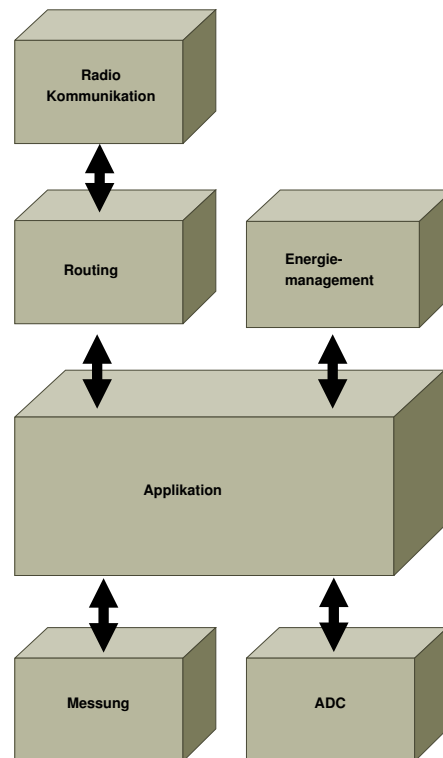 Radio
Kommunikation
Routing
Energie-
management
Applikation
Messung
ADC